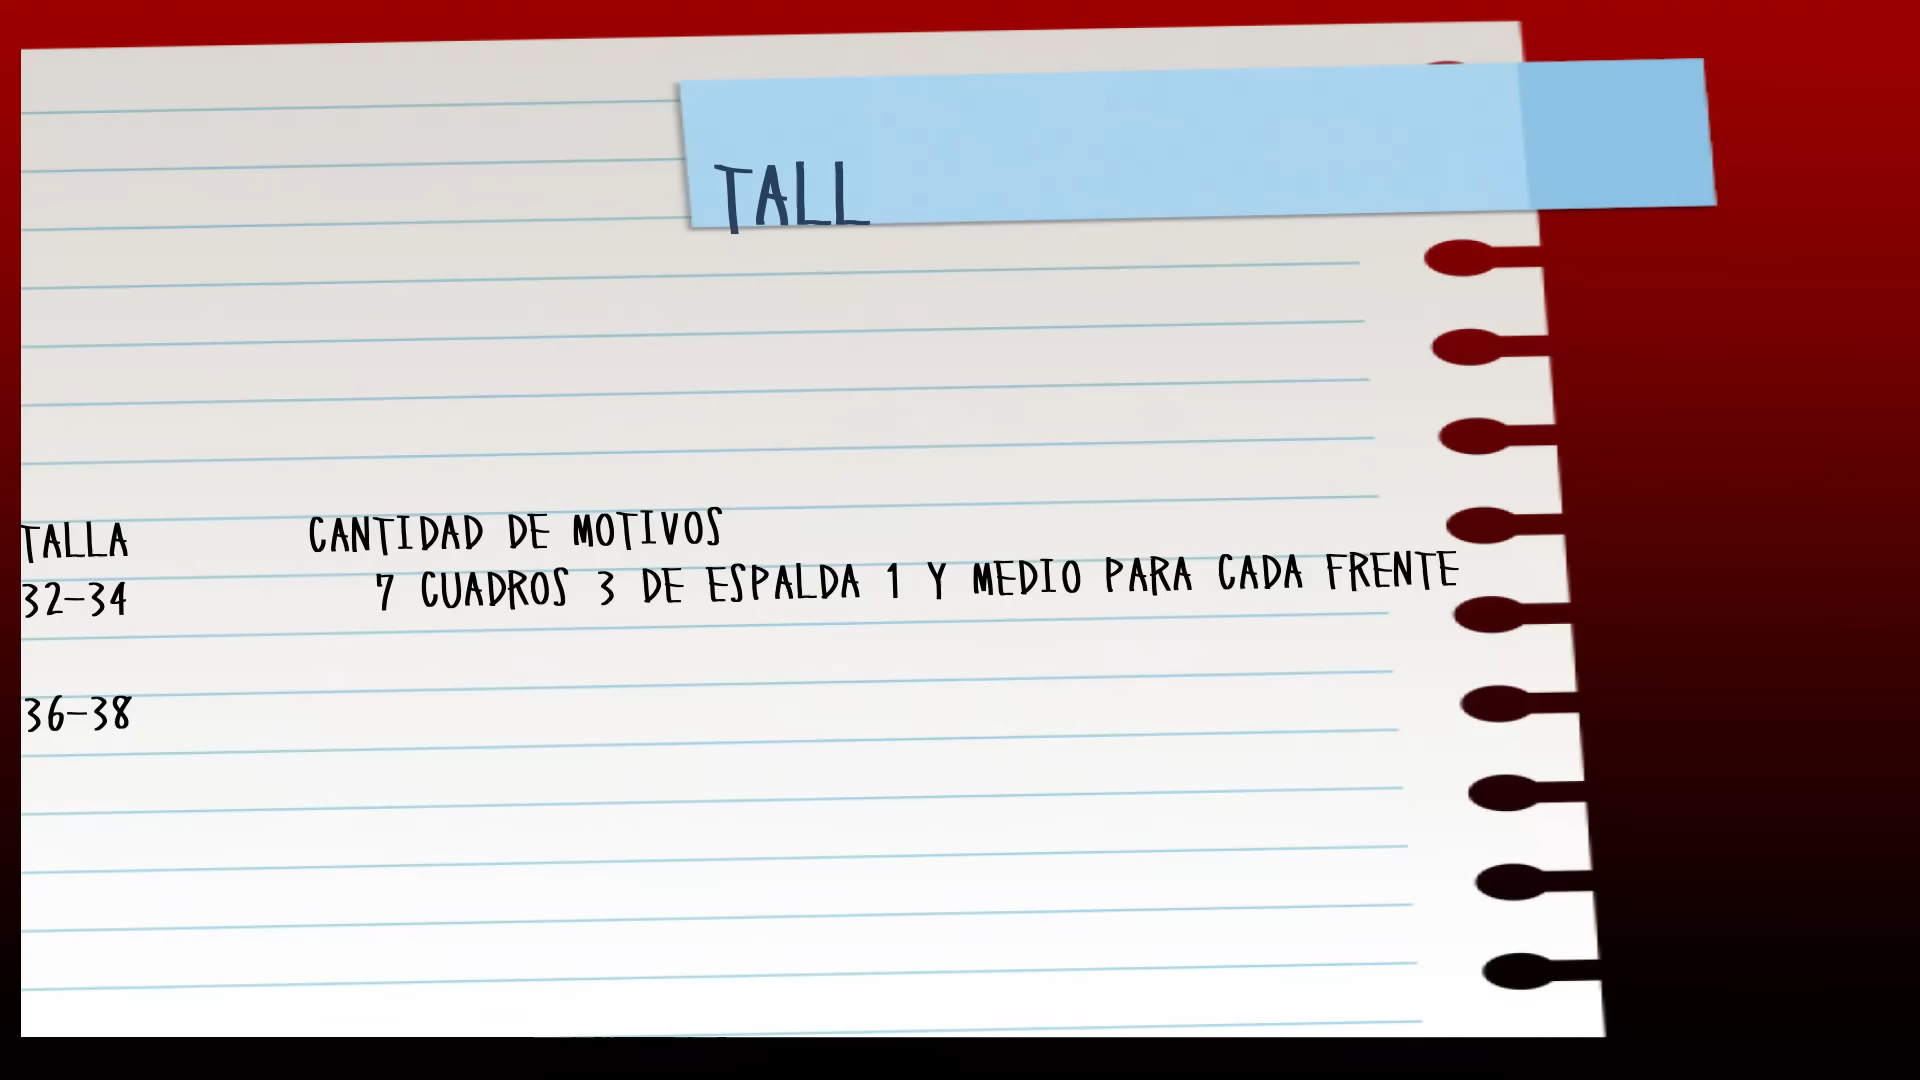 TALL
TALLA CANTIDAD DE MOTIVOS
32-34 7 CUADROS 3 DE ESPALDA 1 Y MEDIO PARA CADA FRENTE
36-38